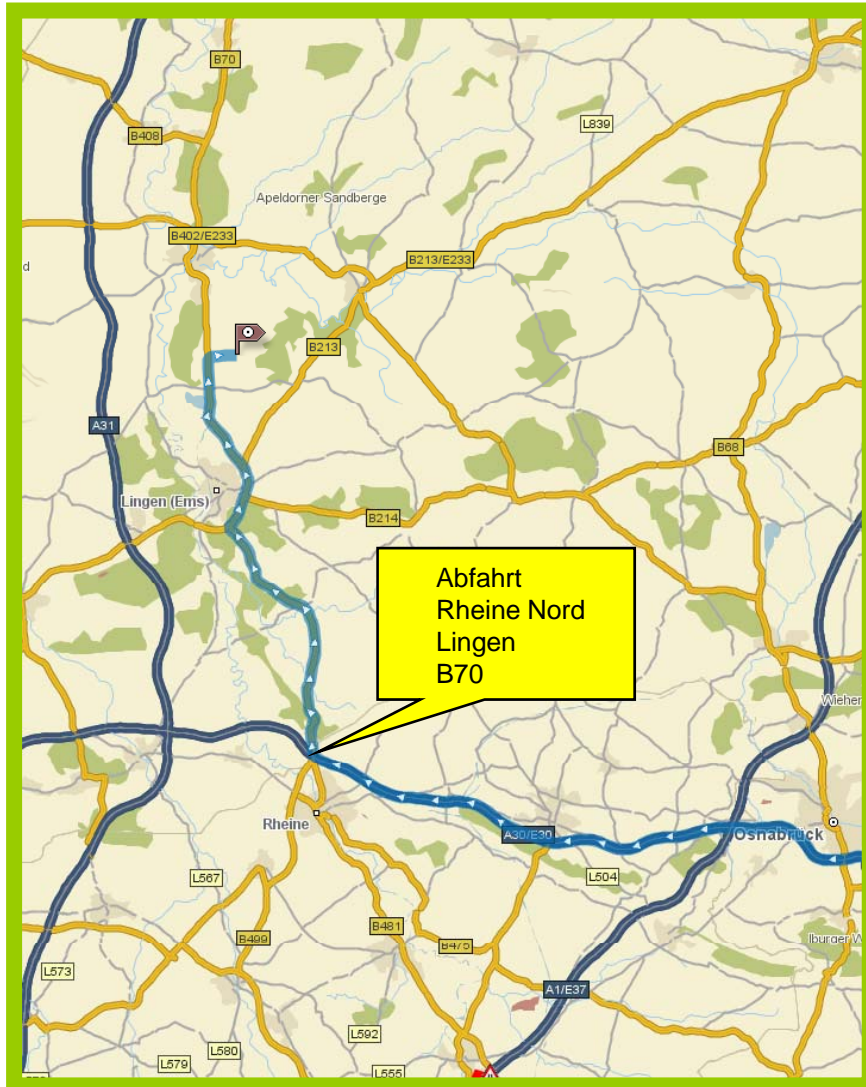 B70
L839
B408
Apeldorner Sandberge
B402/E233
B213/E233
d
B213
A31
B68
Lingen (Ems)
B214
Abfahrt
Rheine Nord
Lingen
B70
Wieher
Rheine
A30/E30
Osnabrück
L567
L504
B481
B499
B475
Iburger W
L573
A1/E37
L592
L580
L579
L555